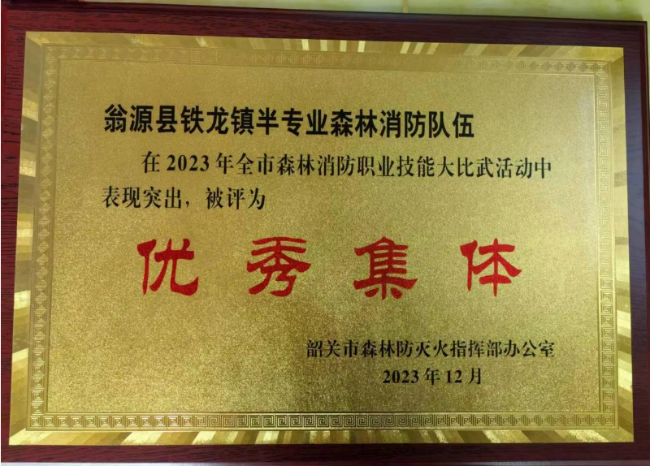 翁源县铁龙镇半专业森林消防队伍
在2023年全市森林消防职业技能大比武活动中
表现突出，被评为
优秀集体
韶关市森林防灭火指挥部办公室
2023年12月